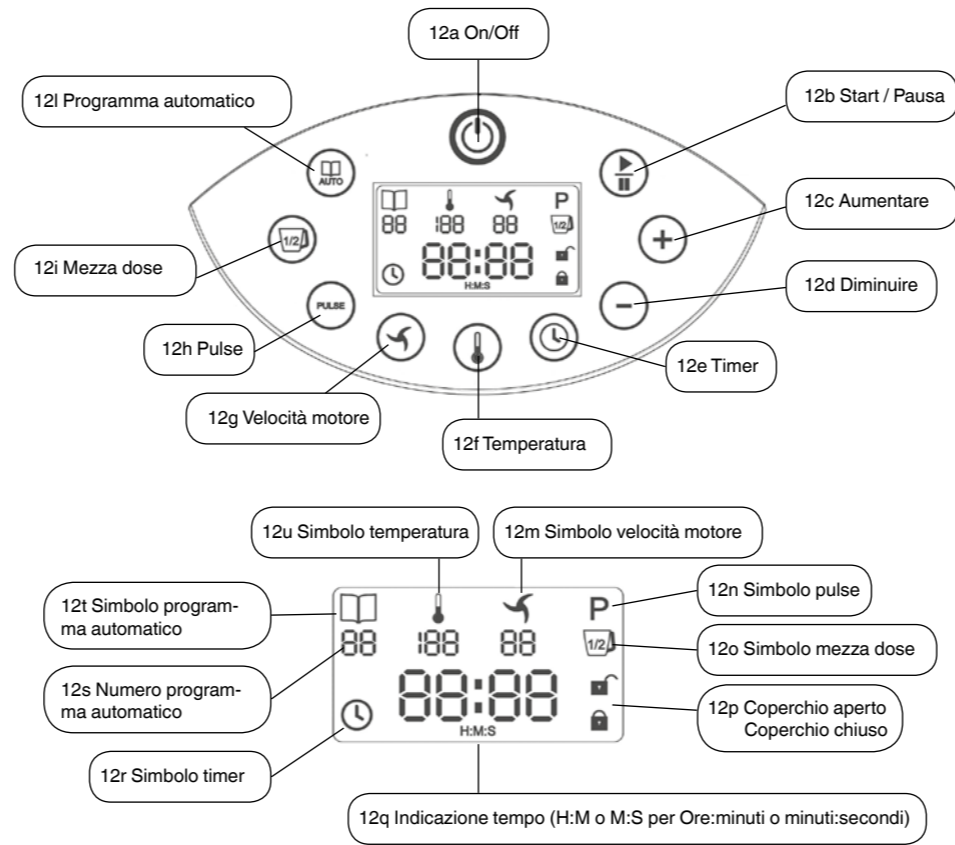 12a On/Off
12l Programma automatico
12b Start / Pausa
AUTO
12c Aumentare
P
88 188 88 1/2
1/2
88:88
H:M:S
12i Mezza dose
12d Diminuire
PULSE
12h Pulse
12e Timer
12g Velocità motore
12f Temperatura
12u Simbolo temperatura
12m Simbolo velocità motore
12t Simbolo program-
ma automatico
P
12n Simbolo pulse
88 188 88 1/2
12o Simbolo mezza dose
12s Numero program-
ma automatico
88:88
H:M:S
12p Coperchio aperto
Coperchio chiuso
12r Simbolo timer
12q Indicazione tempo (H:M o M:S per Ore:minuti o minuti:secondi)